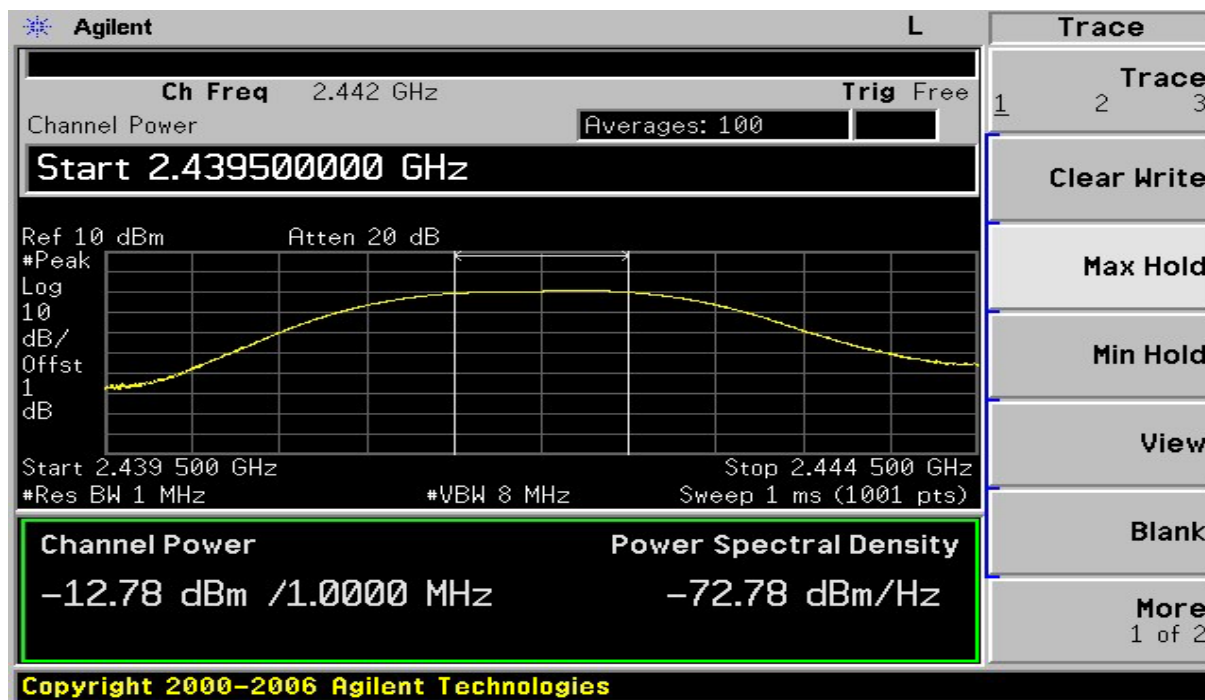 Agilent L Trace
Ch Freq 2.442 GHz Trig Free
Channel Power Averages: 100
Start 2.439500000 GHz
Ref 10 dBm Atten 20 dB
#Peak
Log
10
dB/
Offst
1
dB
Start 2.439 500 GHz Stop 2.444 500 GHz
#Res BW 1 MHz #VBW 8 MHz Sweep 1 ms (1001 pts)
Channel Power Power Spectral Density
-12.78 dBm /1.0000 MHz -72.78 dBm/Hz
Trace
1 2 3
Clear Write
Max Hold
Min Hold
View
Blank
More
1 of 2
Copyright 2000-2006 Agilent Technologies